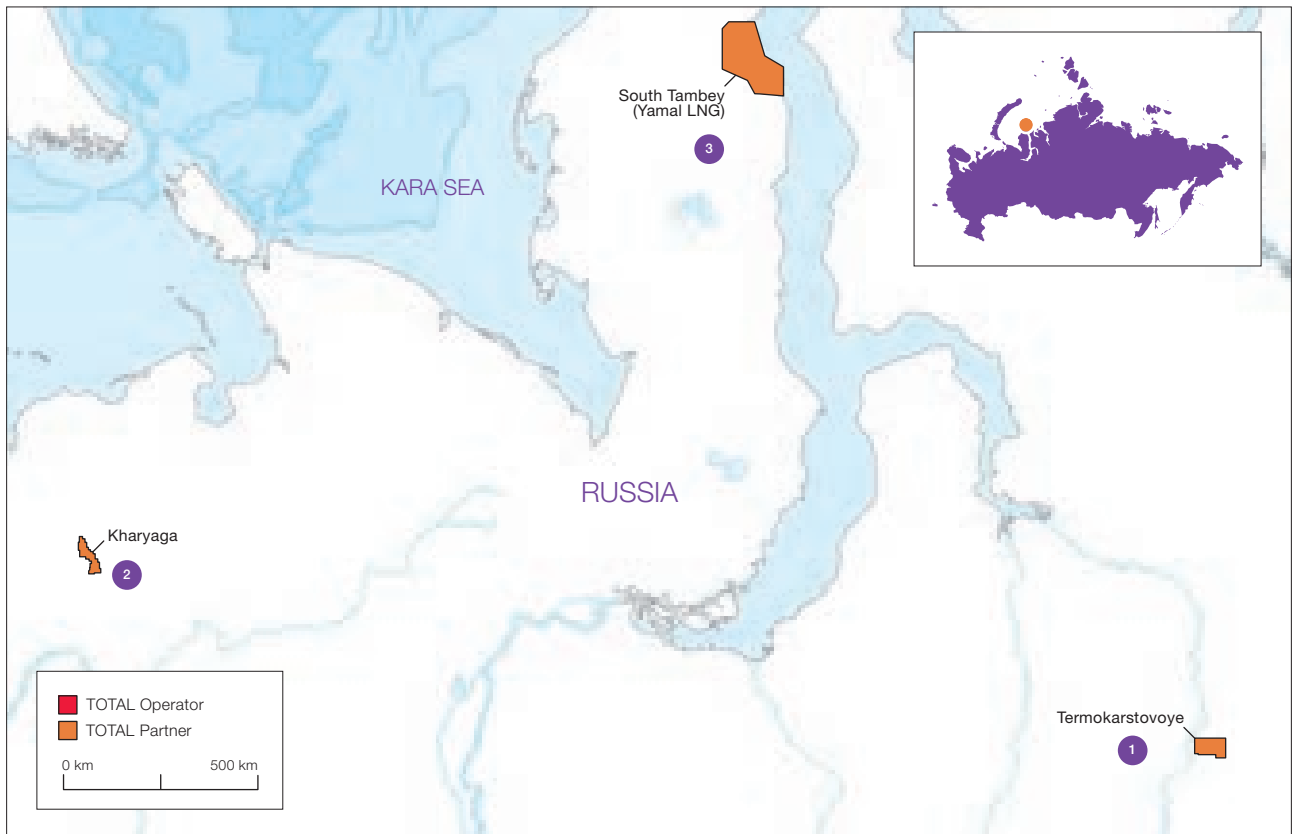 South Tambey
(Yamal LNG)
3
KARA SEA
RUSSIA
Kharyaga
2
TOTAL Operator
TOTAL Partner
0 km 500 km
Termokarstovoye
1